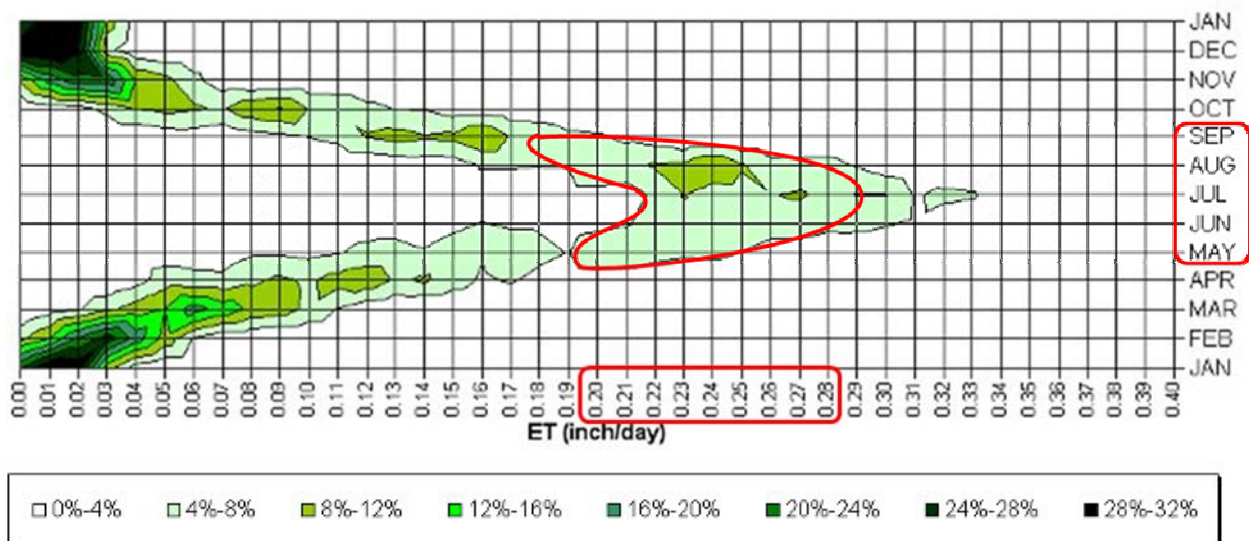 JAN
DEC
NOV
OCT
SEP
AUG
JUL
JUN
MAY
APR
MAR
FEB
JAN
0.00 0.01 0.02 0.03 0.04 0.05 0.06 0.07 0.08 0.09 0.10 0.11 0.12 0.13 0.14 0.15 0.16 0.17 0.18 0.19 0.20 0.21 0.22 0.23 0.24 0.25 0.26 0.27 0.28 0.29 0.30 0.31 0.32 0.33 0.34 0.35 0.36 0.37 0.38 0.39 0.40
ET (inch/day)
0%-4% 4%-8% 8%-12% 12%-16% 16%-20% 20%-24% 24%-28% 28%-32%